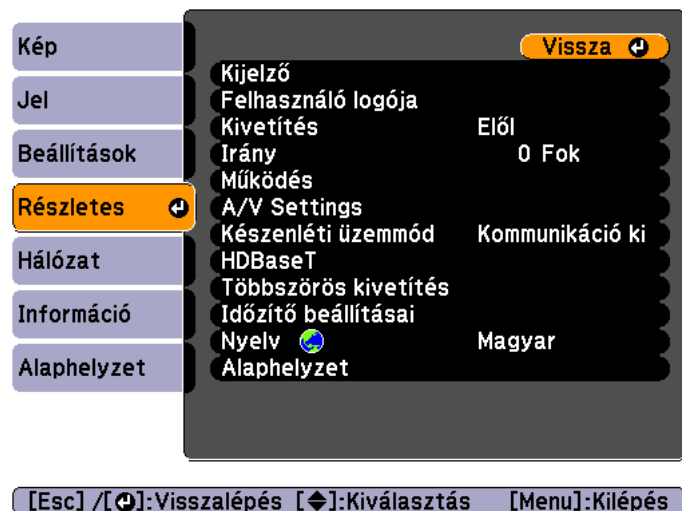 Kép
Jel
Beállítások
Részletes
Hálózat
Információ
Alaphelyzet
Vissza
Kijelző
Felhasználó logója
Kivetítés Elől
Irány 0 Fok
Működés
A/V Settings
Készenléti üzemmód Kommunikáció ki
HDBaseT
Többszörös kivetítés
Időzítő beállításai
Nyelv Magyar
Alaphelyzet
[Esc] /[⏎]:Visszalépés [◆]:Kiválasztás [Menu]:Kilépés